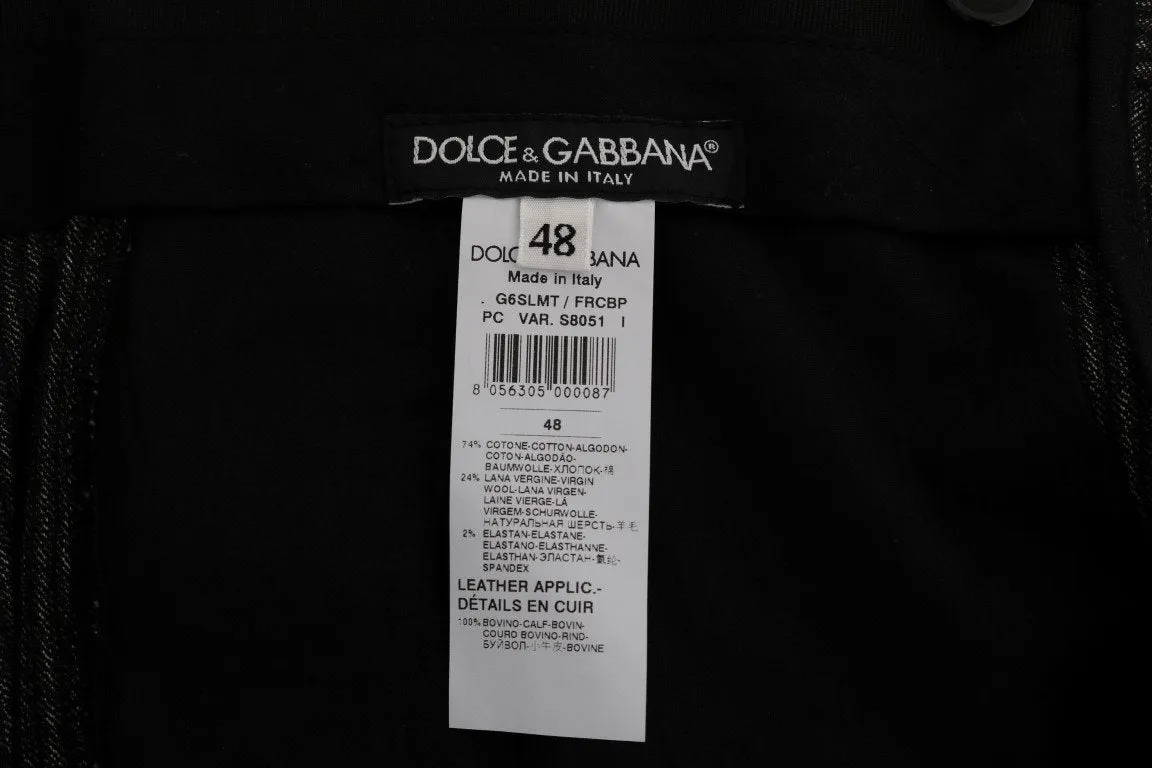 DOLCE & GABBANA®
MADE IN ITALY
48
DOLC BANA
Made in Italy
. G6SLMT / FRCBP
PC VAR. S8051 I
8 056305 000087
48
74% COTONE-COTTON-ALGODON-
COTON-ALGODÃO-
BAUMWOLLE-ХЛОПОК-棉
24% LANA VERGINE-VIRGIN
WOOL-LANA VIRGEN-
LAINE VIERGE-LÃ
VIRGEM-SCHURWOLLE-
НАТУРАЛЬНАЯ ШЕРСТЬ-羊毛
2% ELASTAN-ELASTANE-
ELASTANO-ELASTHANNE-
ELASTHAN-ЭЛАСТАН-氨纶-
SPANDEX
LEATHER APPLIC.-
DÉTAILS EN CUIR
100% BOVINO-CALF-BOVIN-
COURO BOVINO-RIND-
БУЙВОЛ-小牛皮-BOVINE